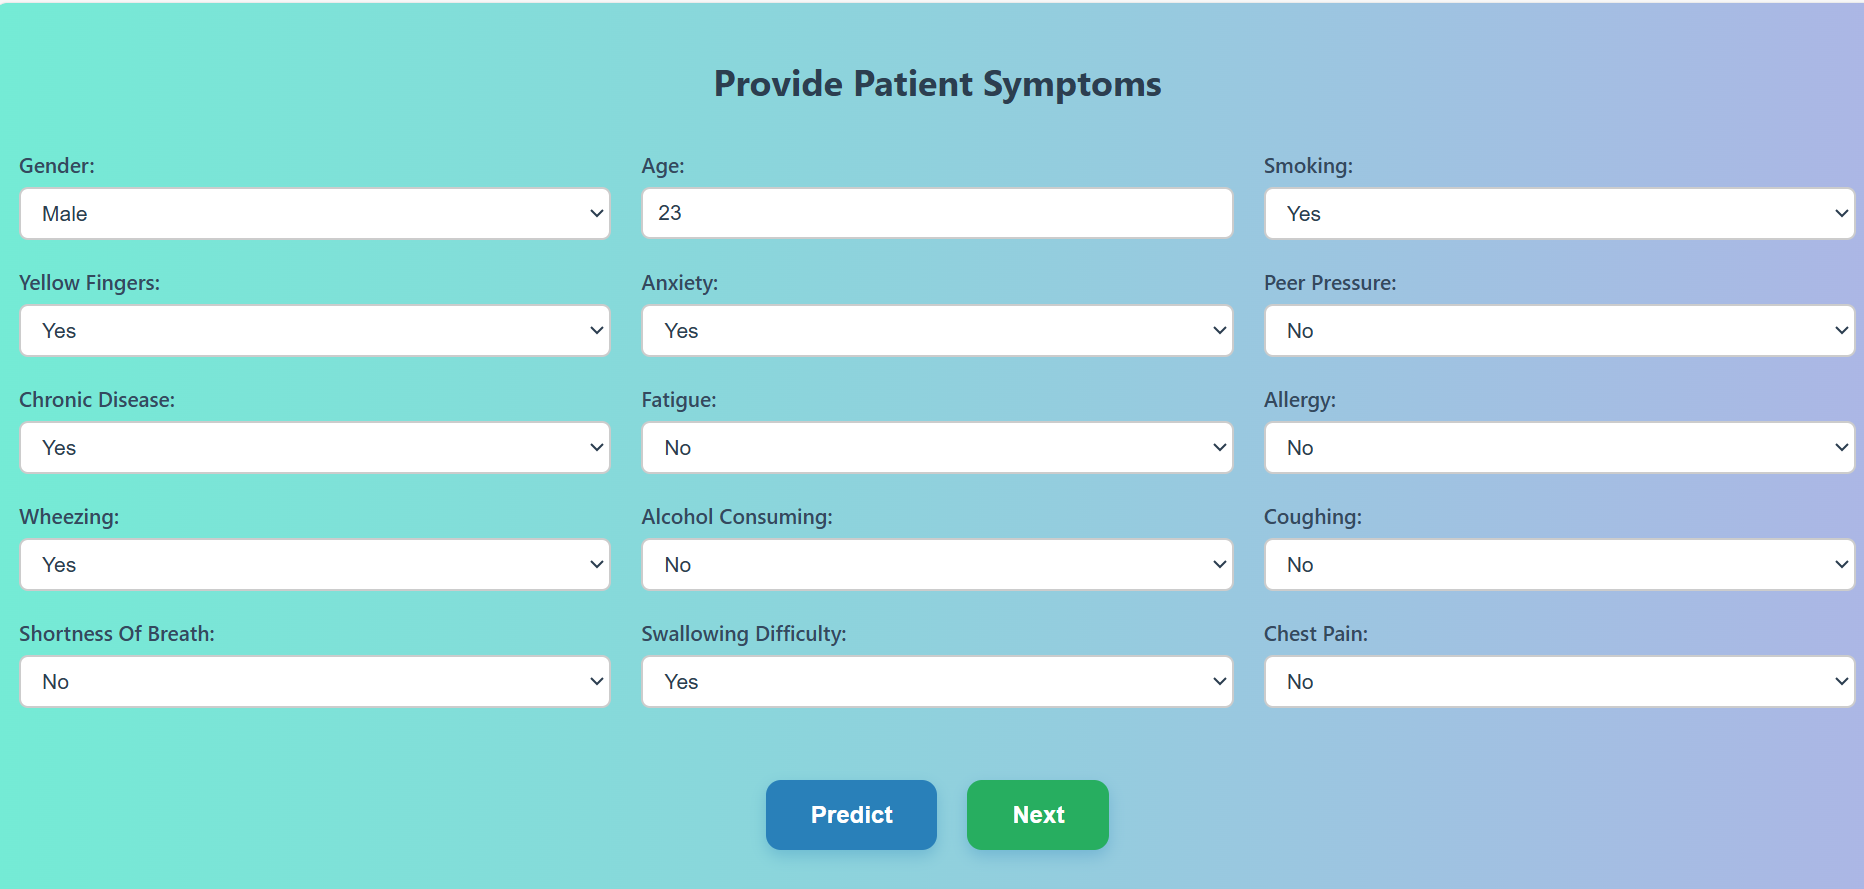 Provide Patient Symptoms
Gender: Age: Smoking:
Male 23 Yes
Yellow Fingers: Anxiety: Peer Pressure:
Yes Yes No
Chronic Disease: Fatigue: Allergy:
Yes No No
Wheezing: Alcohol Consuming: Coughing:
Yes No No
Shortness Of Breath: Swallowing Difficulty: Chest Pain:
No Yes No
Predict Next